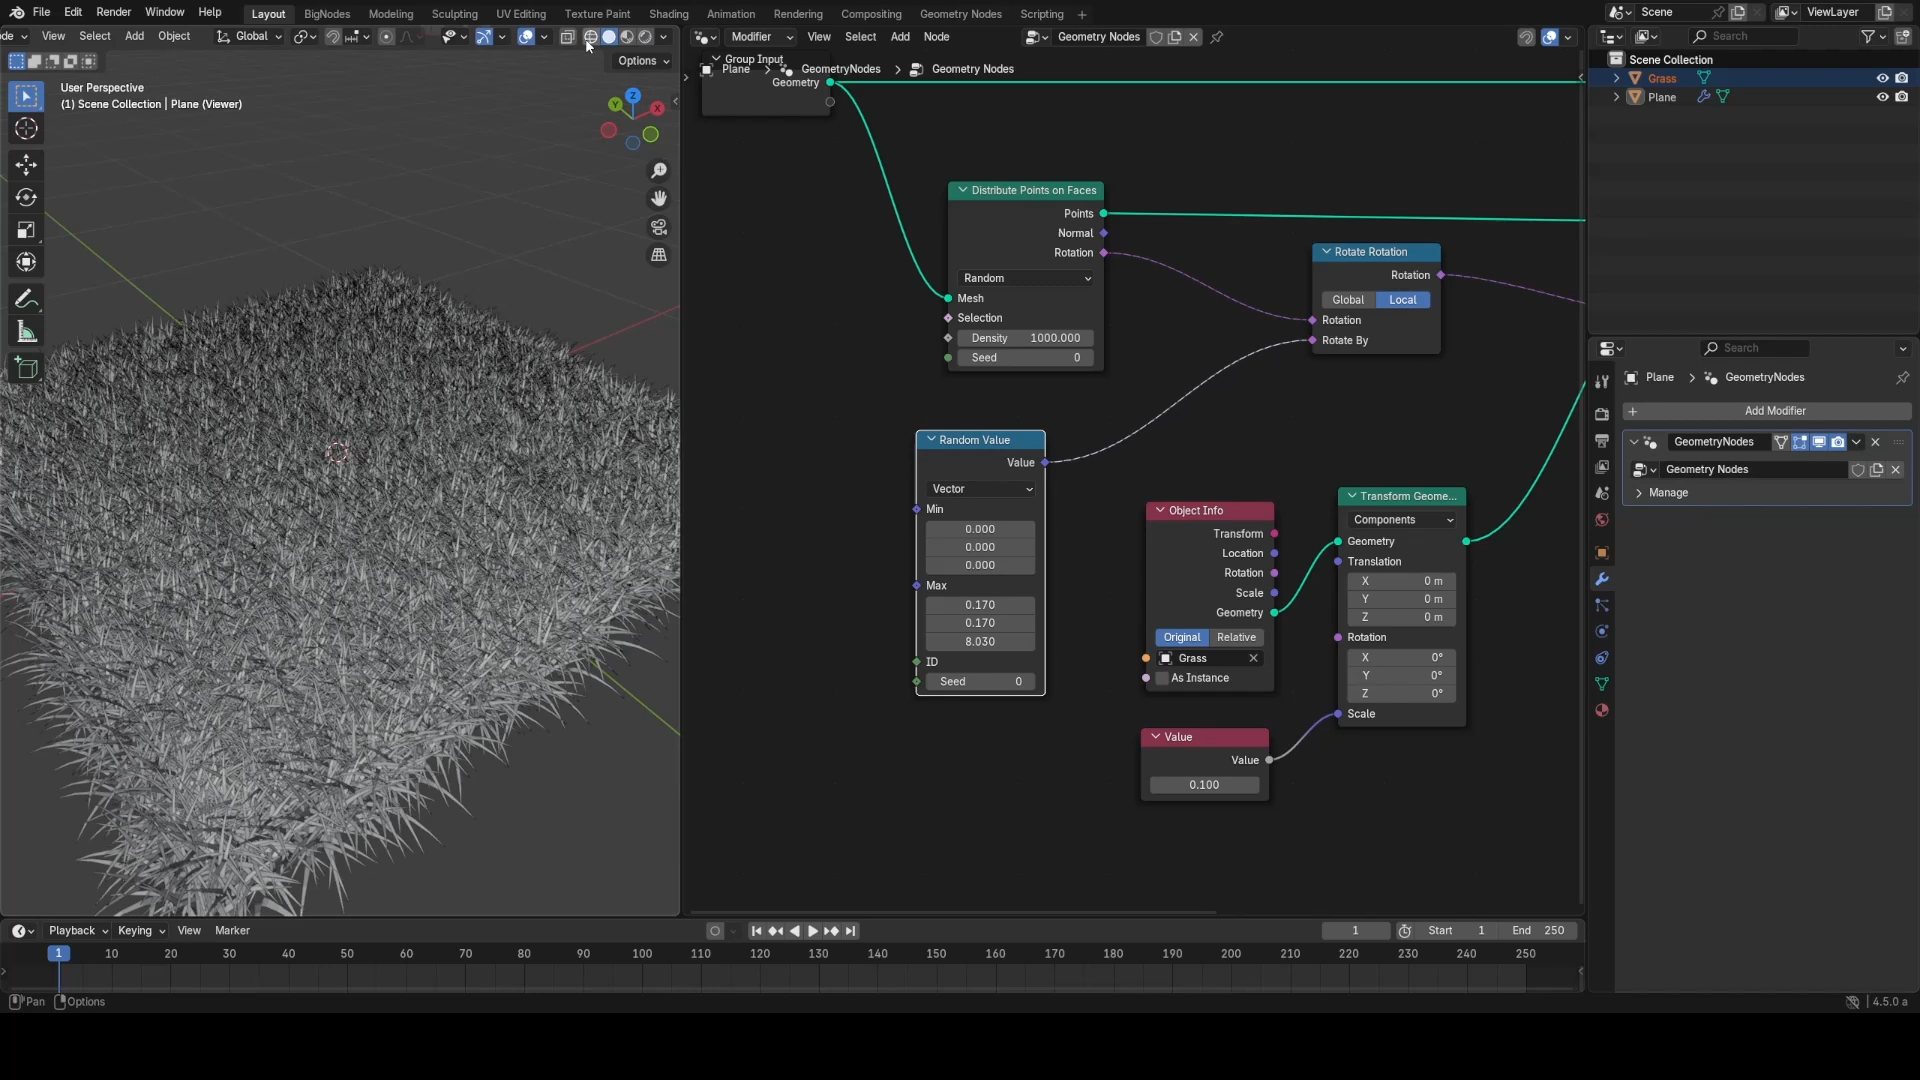 File Edit Render Window Help Layout BigNodes Modeling Sculpting UV Editing Texture Paint Shading Animation Rendering Compositing Geometry Nodes Scripting
Scene ViewLayer
de View Select Add Object Global
Modifier View Select Add Node Geometry Nodes
Search
Options
User Perspective
(1) Scene Collection | Plane (Viewer)
Z
Y
X
Group Input
Plane GeometryNodes Geometry Nodes
Geometry
Distribute Points on Faces
Points
Normal
Rotation
Random
Mesh
Selection
Density 1000.000
Seed 0
Rotate Rotation
Rotation
Global Local
Rotation
Rotate By
Random Value
Value
Vector
Min
0.000
0.000
0.000
Max
0.170
0.170
8.030
ID
Seed 0
Object Info
Transform
Location
Rotation
Scale
Geometry
Original Relative
Grass
As Instance
Value
Value
0.100
Transform Geome...
Components
Geometry
Translation
X 0 m
Y 0 m
Z 0 m
Rotation
X 0°
Y 0°
Z 0°
Scale
Scene Collection
Grass
Plane
Search
Plane GeometryNodes
Add Modifier
GeometryNodes
Geometry Nodes
Manage
Playback Keying View Marker
1 Start 1 End 250
1 10 20 30 40 50 60 70 80 90 100 110 120 130 140 150 160 170 180 190 200 210 220 230 240 250
Pan Options
4.5.0 a